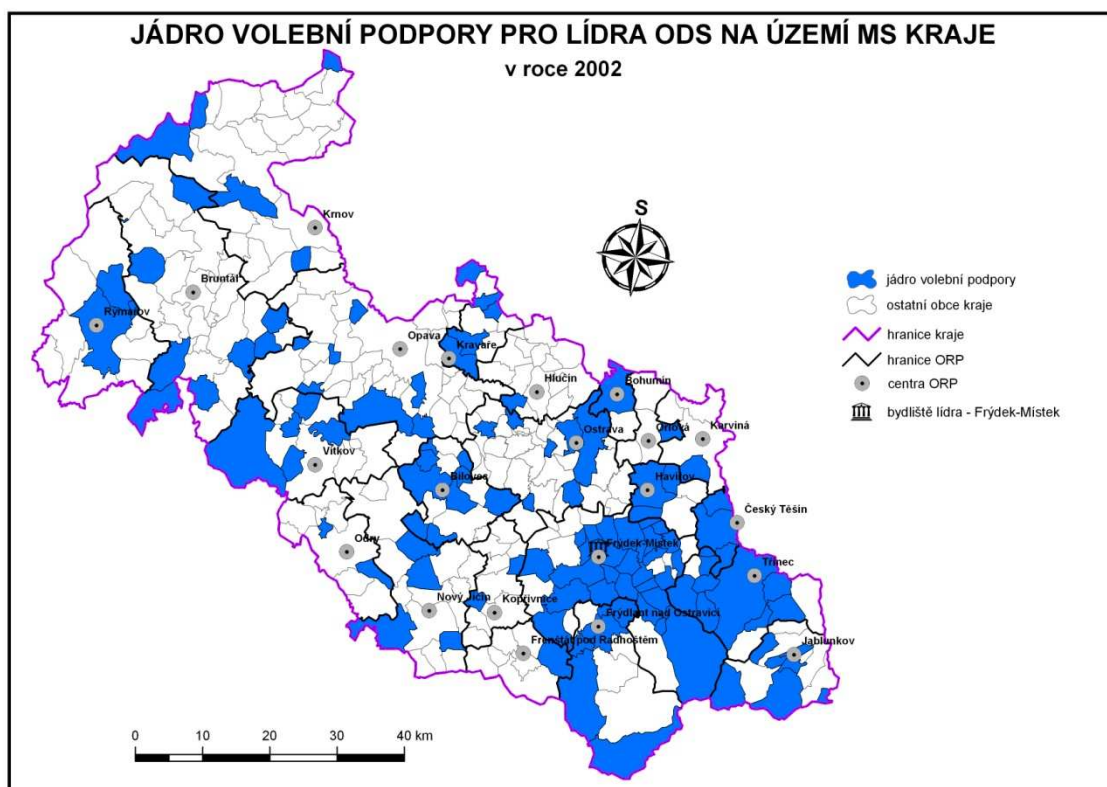 JÁDRO VOLEBNÍ PODPORY PRO LÍDRA ODS NA ÚZEMÍ MS KRAJE
v roce 2002
S
Krnov
Bruntál
Rýmařov
Opava
Kravaře
Hlučín
Bohumín
Ostrava
Orlová
Karviná
Vítkov
Bílovec
Havířov
Český Těšín
Odry
Frýdek-Místek
Třinec
Nový Jičín
Kopřivnice
Frýdlant nad Ostravicí
Frenštát pod Radhoštěm
Jablunkov
jádro volební podpory
ostatní obce kraje
hranice kraje
hranice ORP
centra ORP
bydliště lídra - Frýdek-Místek
0 10 20 30 40 km